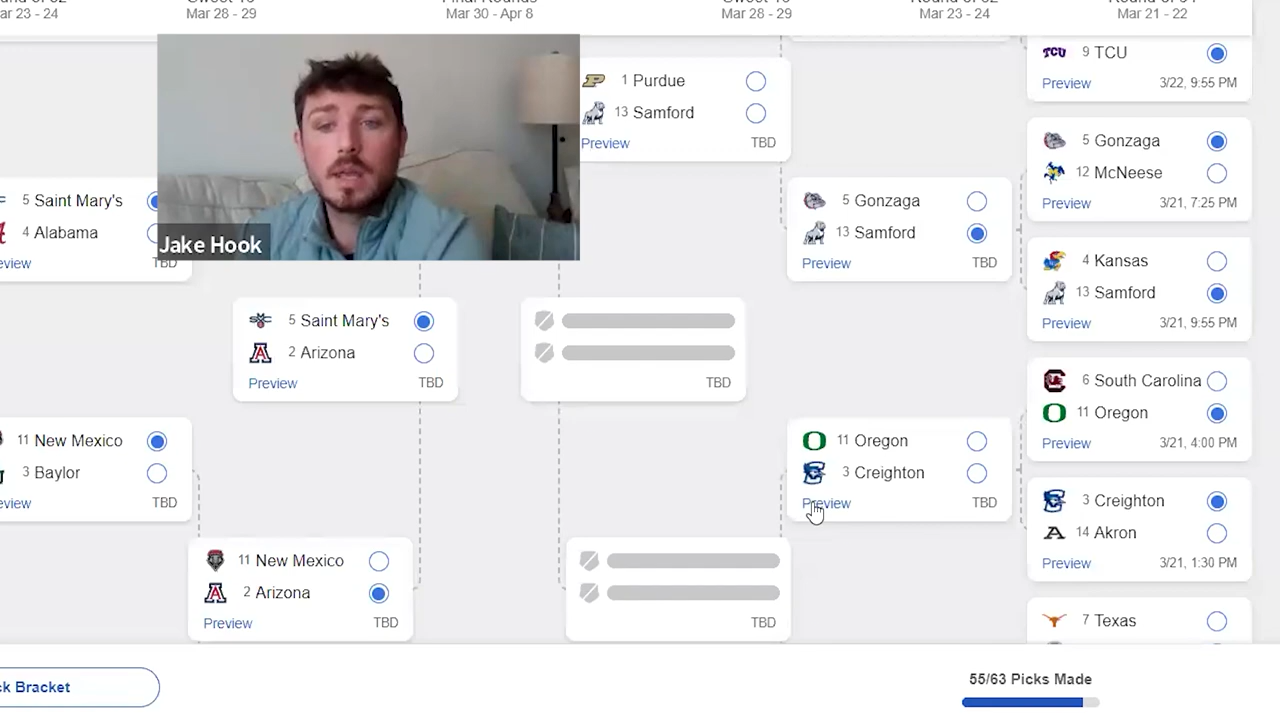 Mar 28 - 29
Mar 30 - Apr 8
Mar 28 - 29
Mar 23 - 24
Mar 21 - 22
TCU 9 TCU
Preview 3/22, 9:55 PM
1 Purdue
13 Samford
Preview TBD
5 Gonzaga
12 McNeese
Preview 3/21, 7:25 PM
5 Saint Mary's
4 Alabama
TBD
Jake Hook
5 Gonzaga
13 Samford
Preview TBD
4 Kansas
13 Samford
Preview 3/21, 9:55 PM
5 Saint Mary's
2 Arizona
Preview TBD
TBD
6 South Carolina
11 Oregon
Preview 3/21, 4:00 PM
11 New Mexico
3 Baylor
eview TBD
11 Oregon
3 Creighton
Preview TBD
3 Creighton
14 Akron
Preview 3/21, 1:30 PM
11 New Mexico
2 Arizona
Preview TBD
TBD
7 Texas
ck Bracket
55/63 Picks Made